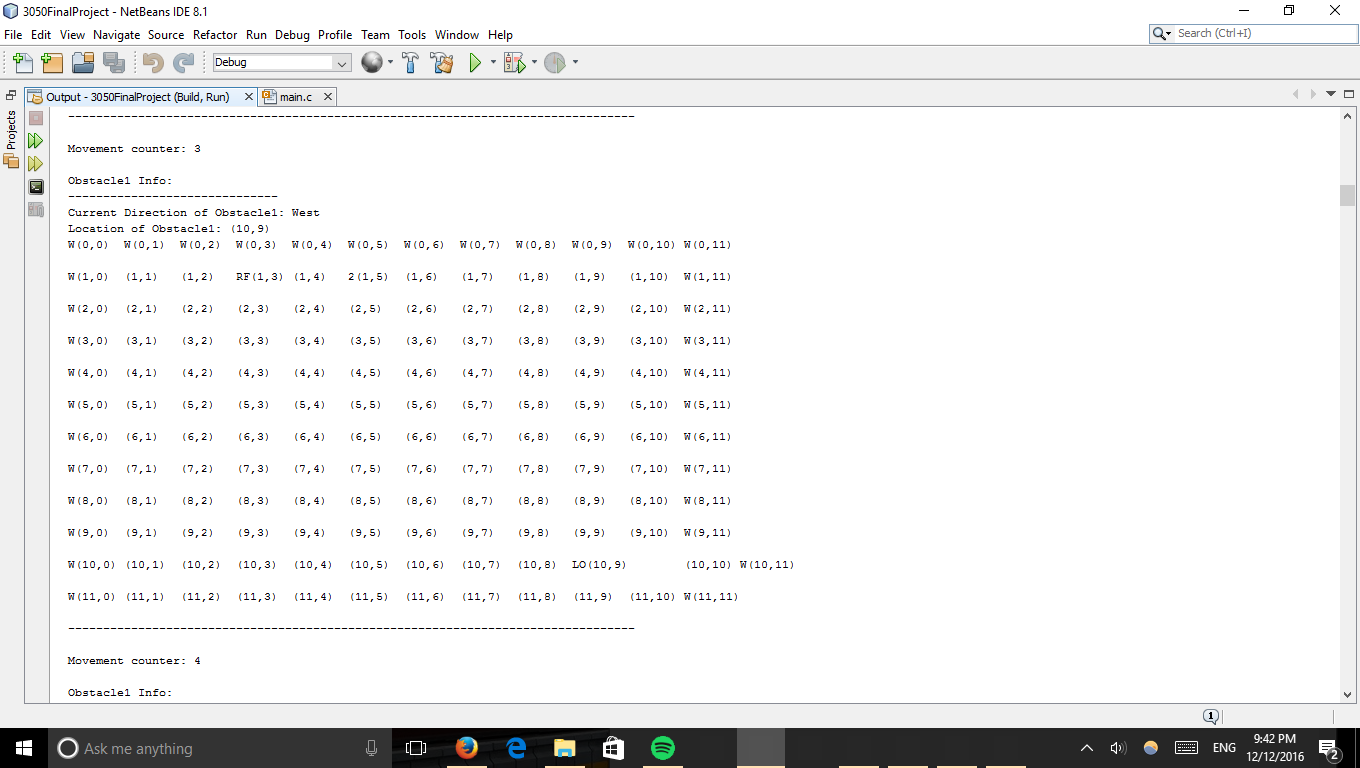 3050FinalProject - NetBeans IDE 8.1
File Edit View Navigate Source Refactor Run Debug Profile Team Tools Window Help
Search (Ctrl+I)
Debug
Output - 3050FinalProject (Build, Run) main.c
Projects
---------------------------------------------------------------------------------
Movement counter: 3
Obstacle1 Info:
------------------------------
Current Direction of Obstacle1: West
Location of Obstacle1: (10,9)
W(0,0) W(0,1) W(0,2) W(0,3) W(0,4) W(0,5) W(0,6) W(0,7) W(0,8) W(0,9) W(0,10) W(0,11)
W(1,0) (1,1) (1,2) RF(1,3) (1,4) 2(1,5) (1,6) (1,7) (1,8) (1,9) (1,10) W(1,11)
W(2,0) (2,1) (2,2) (2,3) (2,4) (2,5) (2,6) (2,7) (2,8) (2,9) (2,10) W(2,11)
W(3,0) (3,1) (3,2) (3,3) (3,4) (3,5) (3,6) (3,7) (3,8) (3,9) (3,10) W(3,11)
W(4,0) (4,1) (4,2) (4,3) (4,4) (4,5) (4,6) (4,7) (4,8) (4,9) (4,10) W(4,11)
W(5,0) (5,1) (5,2) (5,3) (5,4) (5,5) (5,6) (5,7) (5,8) (5,9) (5,10) W(5,11)
W(6,0) (6,1) (6,2) (6,3) (6,4) (6,5) (6,6) (6,7) (6,8) (6,9) (6,10) W(6,11)
W(7,0) (7,1) (7,2) (7,3) (7,4) (7,5) (7,6) (7,7) (7,8) (7,9) (7,10) W(7,11)
W(8,0) (8,1) (8,2) (8,3) (8,4) (8,5) (8,6) (8,7) (8,8) (8,9) (8,10) W(8,11)
W(9,0) (9,1) (9,2) (9,3) (9,4) (9,5) (9,6) (9,7) (9,8) (9,9) (9,10) W(9,11)
W(10,0) (10,1) (10,2) (10,3) (10,4) (10,5) (10,6) (10,7) (10,8) LO(10,9) (10,10) W(10,11)
W(11,0) (11,1) (11,2) (11,3) (11,4) (11,5) (11,6) (11,7) (11,8) (11,9) (11,10) W(11,11)
---------------------------------------------------------------------------------
Movement counter: 4
Obstacle1 Info:
1
Ask me anything
ENG
9:42 PM
12/12/2016
2